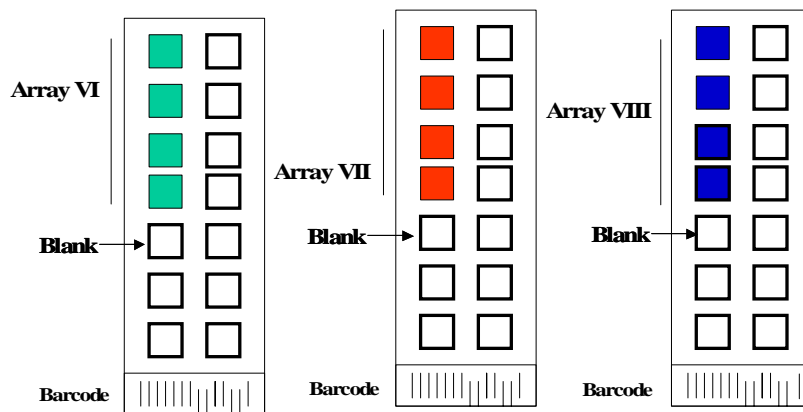 Array VI
Blank
Barcode
Array VII
Blank
Barcode
Array VIII
Blank
Barcode